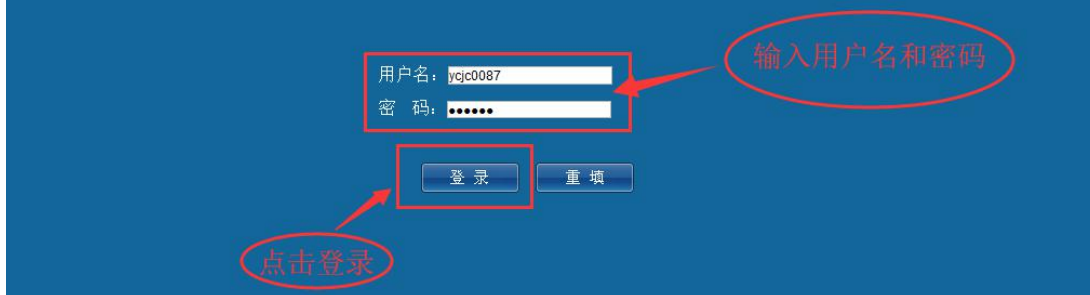 输入用户名和密码
用户名：ycjc0087
密 码：••••••
登 录 重 填
点击登录